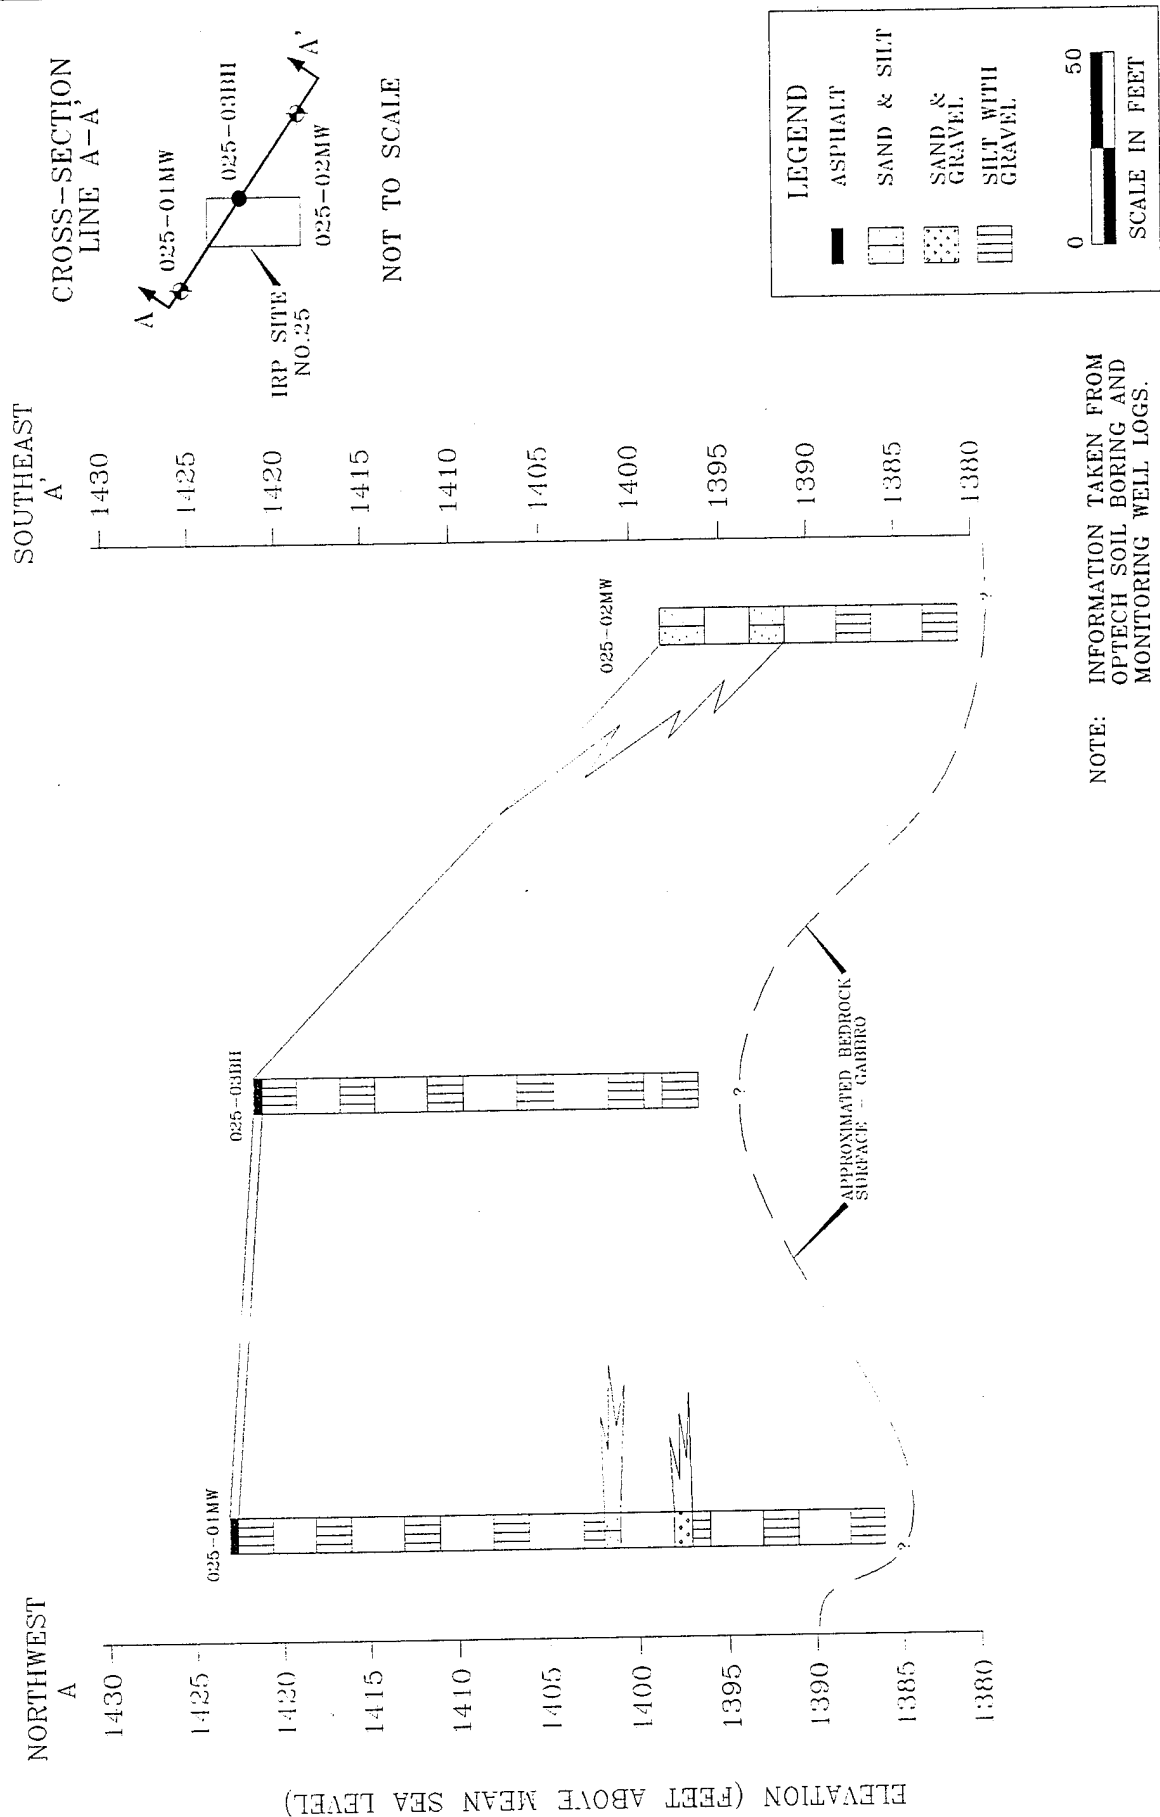 NORTHWEST
A
SOUTHEAST
A'
CROSS-SECTION
LINE A-A'
A
025-01MW
025-03BH
A'
IRP SITE
NO.25
025-02MW
NOT TO SCALE
ELEVATION (FEET ABOVE MEAN SEA LEVEL)
1430
1425
1420
1415
1410
1405
1400
1395
1390
1385
1380
025-01MW
025-03BH
025-02MW
1430
1425
1420
1415
1410
1405
1400
1395
1390
1385
1380
?
?
?
APPROXIMATED BEDROCK
SURFACE - GABBRO
LEGEND
ASPHALT
SAND & SILT
SAND &
GRAVEL
SILT WITH
GRAVEL
0
50
SCALE IN FEET
NOTE: INFORMATION TAKEN FROM
OPTECH SOIL BORING AND
MONITORING WELL LOGS.